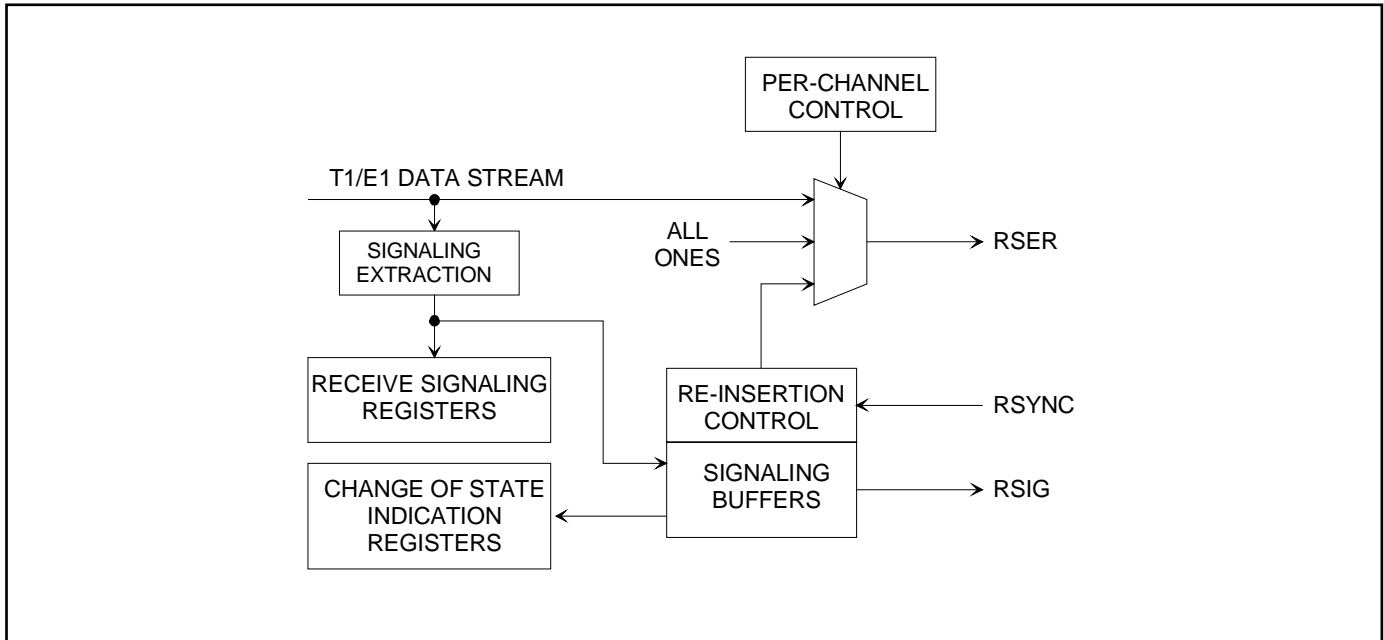 PER-CHANNEL
CONTROL
T1/E1 DATA STREAM
SIGNALING
EXTRACTION
ALL
ONES
RSER
RECEIVE SIGNALING
REGISTERS
RE-INSERTION
CONTROL
RSYNC
CHANGE OF STATE
INDICATION
REGISTERS
SIGNALING
BUFFERS
RSIG